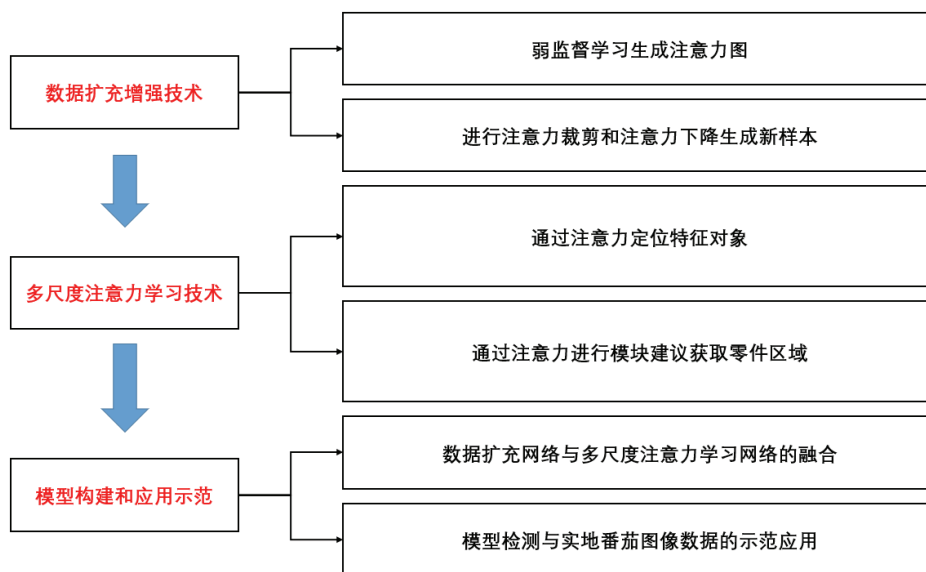 数据扩充增强技术
弱监督学习生成注意力图
进行注意力裁剪和注意力下降生成新样本
多尺度注意力学习技术
通过注意力定位特征对象
通过注意力进行模块建议获取零件区域
模型构建和应用示范
数据扩充网络与多尺度注意力学习网络的融合
模型检测与实地番茄图像数据的示范应用